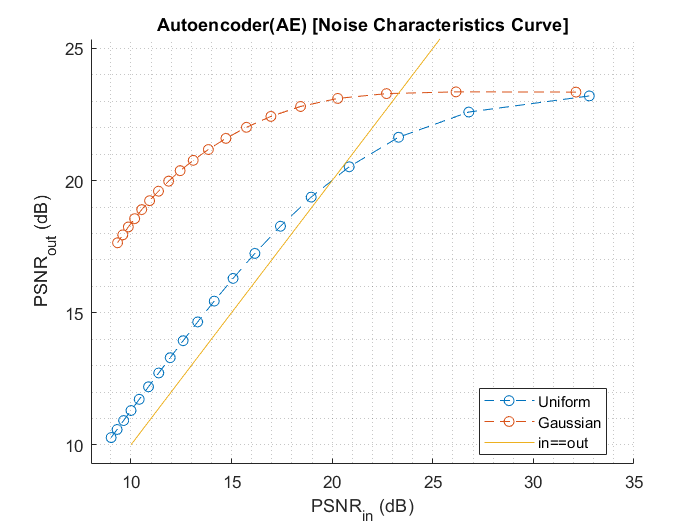 Autoencoder(AE) [Noise Characteristics Curve]
25
20
15
10
PSNR_out (dB)
10 15 20 25 30 35
PSNR_in (dB)
Uniform
Gaussian
in==out